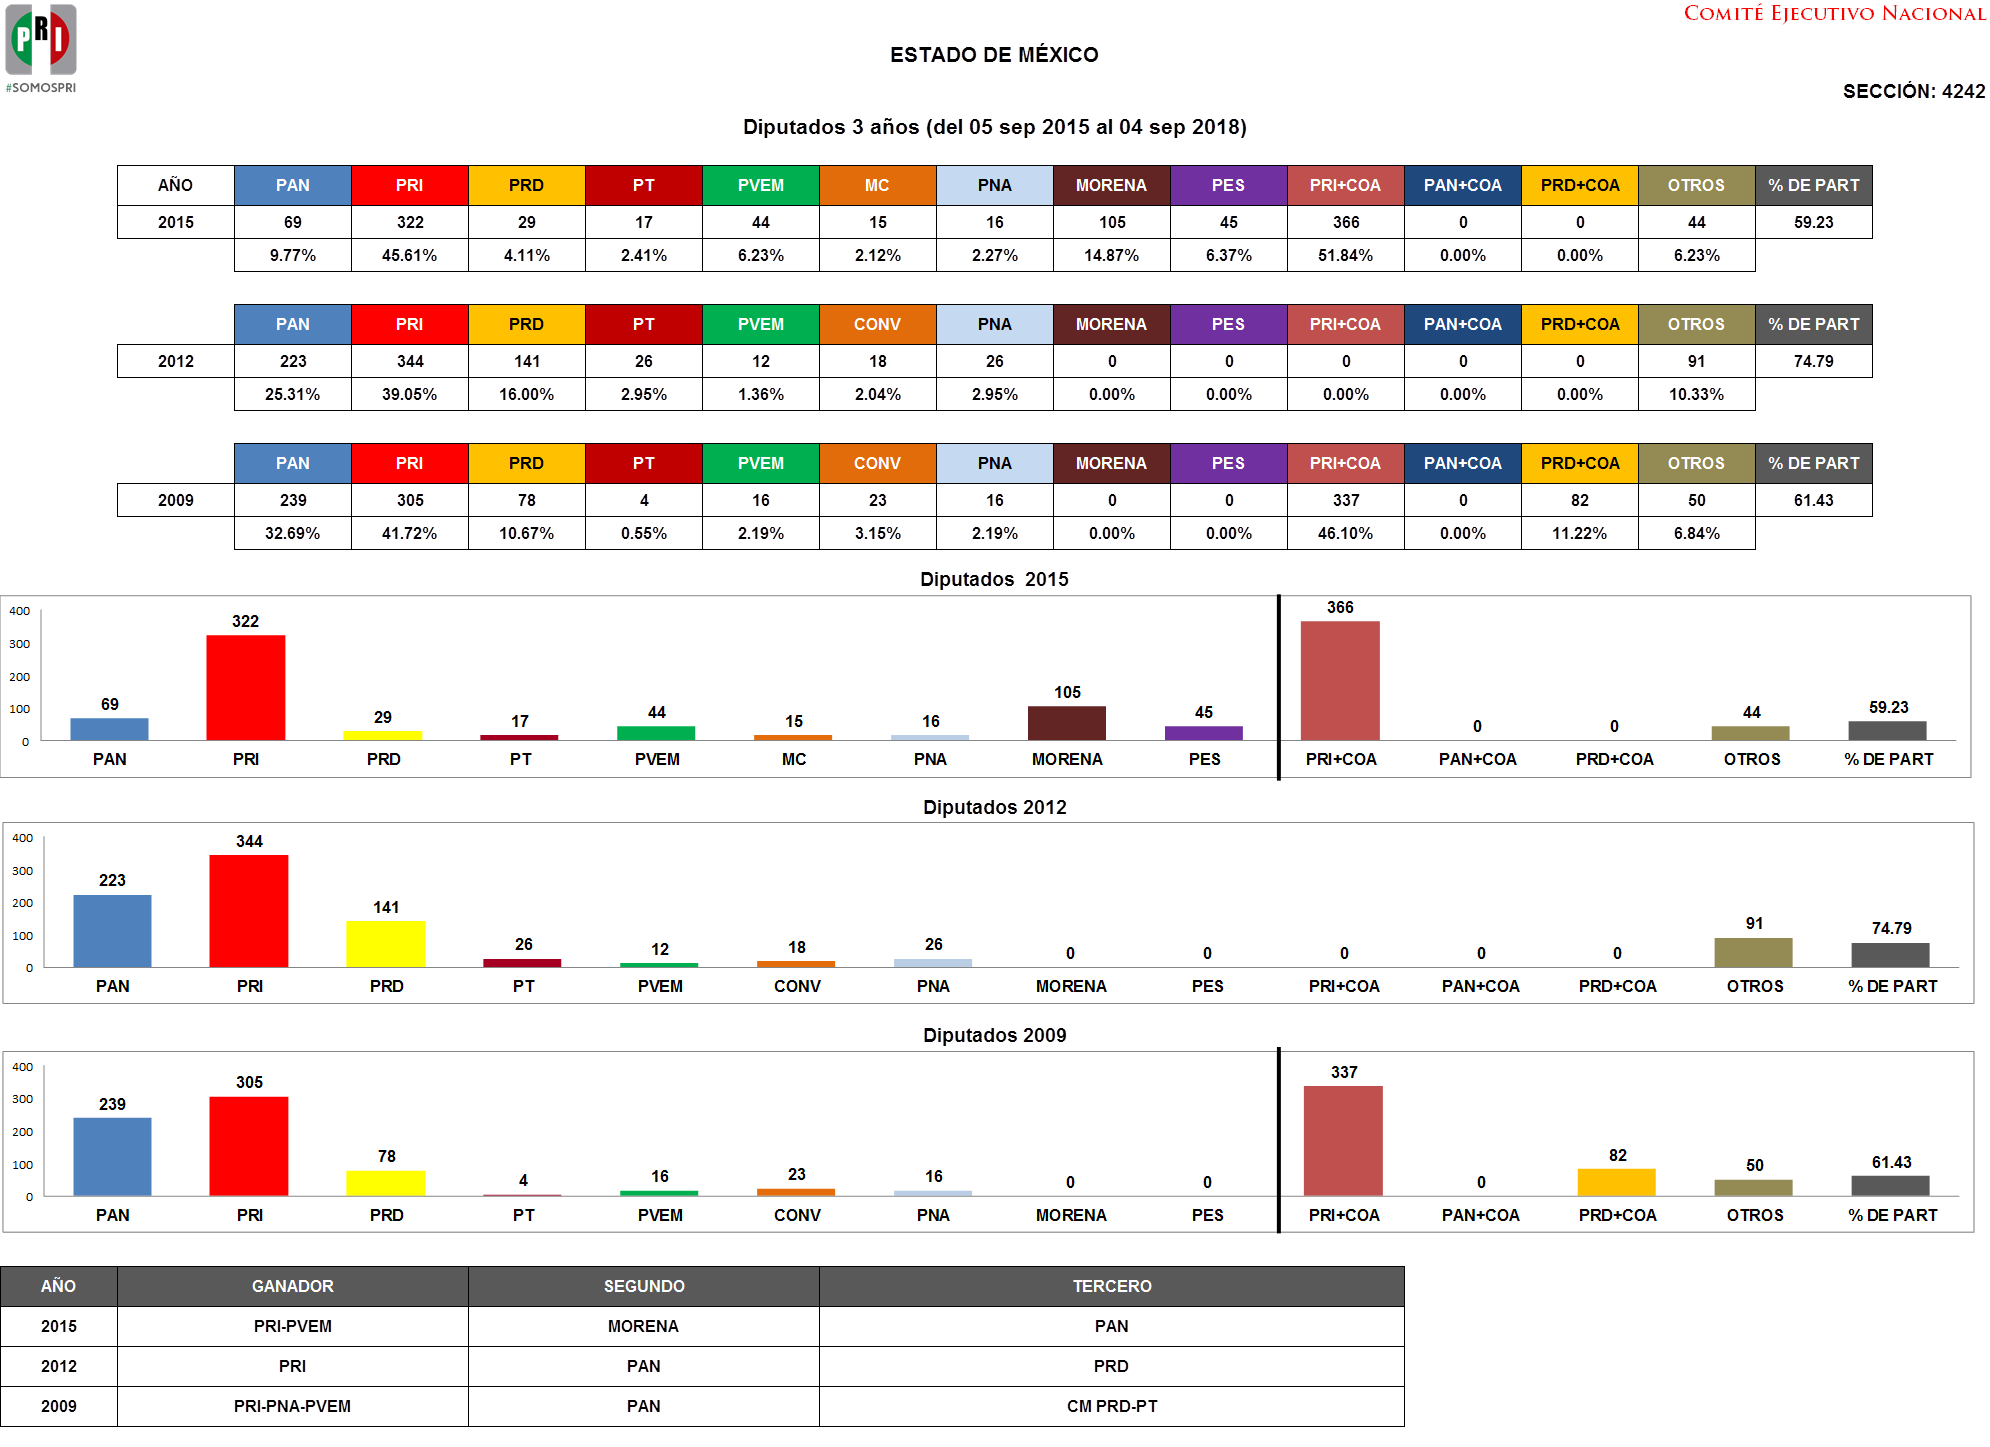 PRI
#SOMOSPRI
COMITÉ EJECUTIVO NACIONAL
ESTADO DE MÉXICO
SECCIÓN: 4242
Diputados 3 años (del 05 sep 2015 al 04 sep 2018)
AÑO PAN PRI PRD PT PVEM MC PNA MORENA PES PRI+COA PAN+COA PRD+COA OTROS % DE PART
2015 69 322 29 17 44 15 16 105 45 366 0 0 44 59.23
9.77% 45.61% 4.11% 2.41% 6.23% 2.12% 2.27% 14.87% 6.37% 51.84% 0.00% 0.00% 6.23%
PAN PRI PRD PT PVEM CONV PNA MORENA PES PRI+COA PAN+COA PRD+COA OTROS % DE PART
2012 223 344 141 26 12 18 26 0 0 0 0 0 91 74.79
25.31% 39.05% 16.00% 2.95% 1.36% 2.04% 2.95% 0.00% 0.00% 0.00% 0.00% 0.00% 10.33%
PAN PRI PRD PT PVEM CONV PNA MORENA PES PRI+COA PAN+COA PRD+COA OTROS % DE PART
2009 239 305 78 4 16 23 16 0 0 337 0 82 50 61.43
32.69% 41.72% 10.67% 0.55% 2.19% 3.15% 2.19% 0.00% 0.00% 46.10% 0.00% 11.22% 6.84%
Diputados 2015
400
300
200
100
0
69 322 29 17 44 15 16 105 45 366 0 0 44 59.23
PAN PRI PRD PT PVEM MC PNA MORENA PES PRI+COA PAN+COA PRD+COA OTROS % DE PART
Diputados 2012
400
300
200
100
0
223 344 141 26 12 18 26 0 0 0 0 0 91 74.79
PAN PRI PRD PT PVEM CONV PNA MORENA PES PRI+COA PAN+COA PRD+COA OTROS % DE PART
Diputados 2009
400
300
200
100
0
239 305 78 4 16 23 16 0 0 337 0 82 50 61.43
PAN PRI PRD PT PVEM CONV PNA MORENA PES PRI+COA PAN+COA PRD+COA OTROS % DE PART
AÑO GANADOR SEGUNDO TERCERO
2015 PRI-PVEM MORENA PAN
2012 PRI PAN PRD
2009 PRI-PNA-PVEM PAN CM PRD-PT